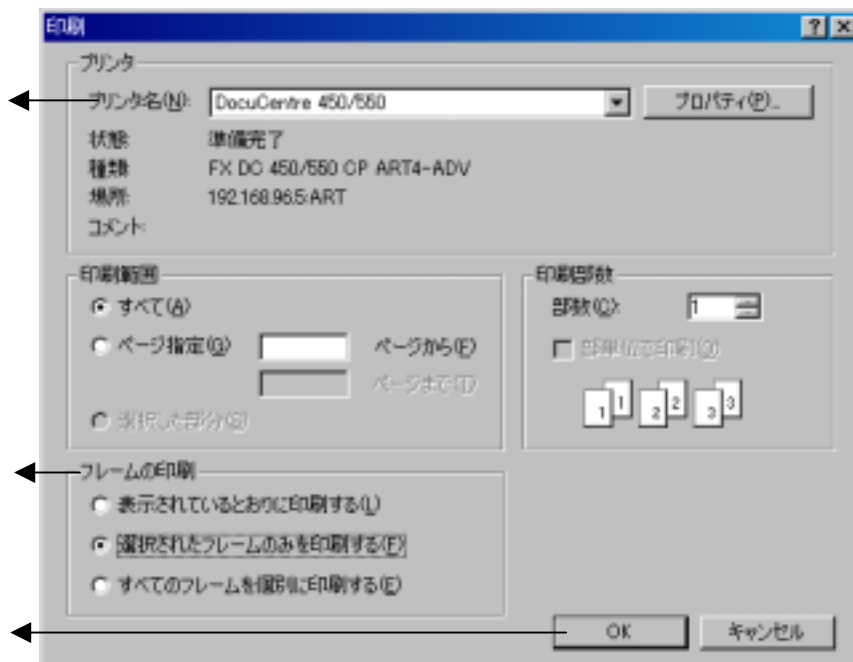 印刷
プリンタ
プリンタ名(N): DocuCentre 450/550 プロパティ(P)...
状態: 準備完了
種類: FX DC 450/550 CP ART4-ADV
場所: 192.168.96.5:ART
コメント:
印刷範囲
すべて(A)
ページ指定(G) ページから(F)
ページまで(T)
選択した部分(S)
印刷部数
部数(C): 1
部単位で印刷(O)
1 1 2 2 3 3
フレームの印刷
表示されているとおりに印刷する(L)
選択されたフレームのみを印刷する(F)
すべてのフレームを個別に印刷する(E)
OK キャンセル